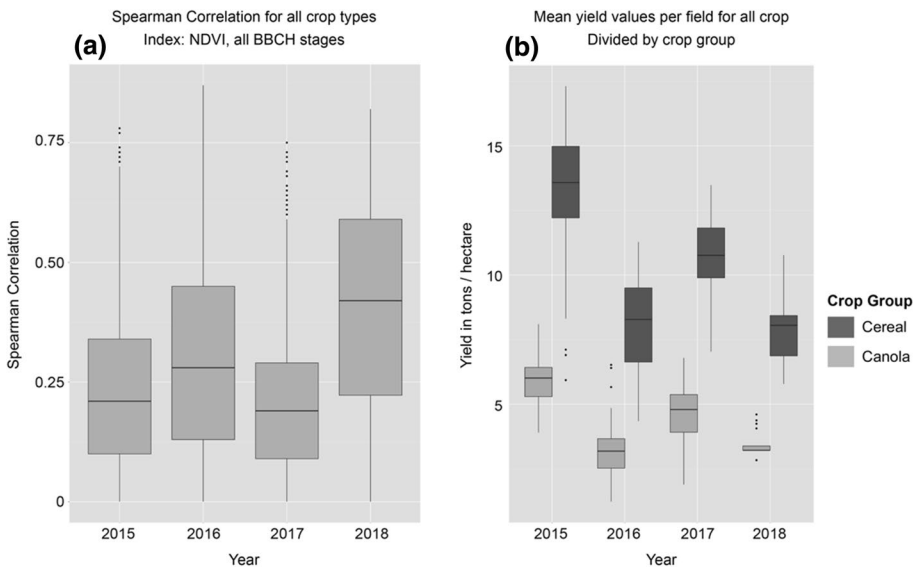 Spearman Correlation for all crop types
Index: NDVI, all BBCH stages
(a)
0.75
0.50
0.25
0
Spearman Correlation
2015 2016 2017 2018
Year
Mean yield values per field for all crop
Divided by crop group
(b)
15
10
5
Yield in tons / hectare
2015 2016 2017 2018
Year
Crop Group
Cereal
Canola